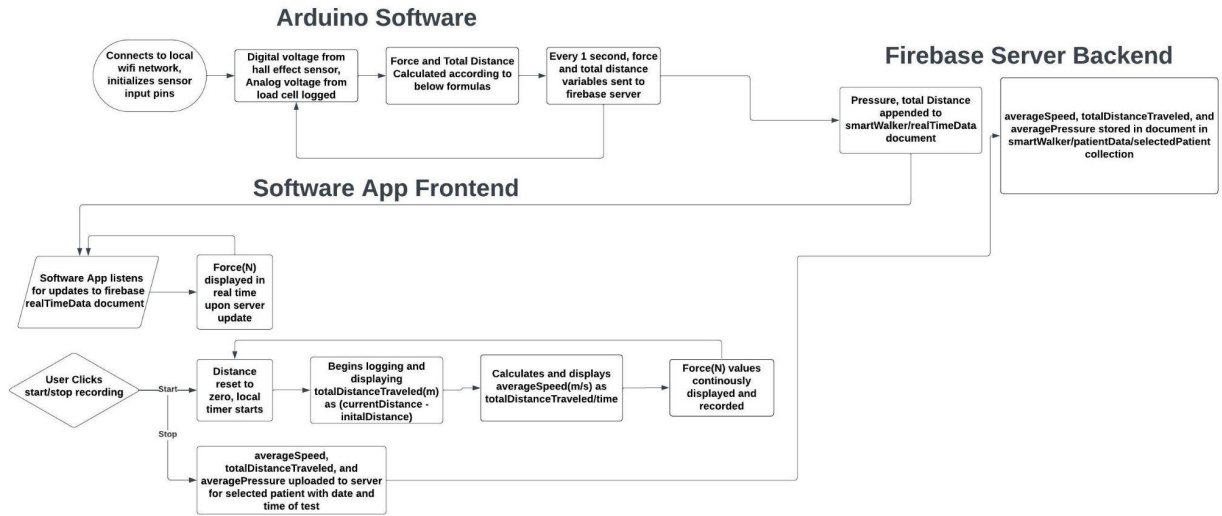 Arduino Software
Connects to local
wifi network,
initializes sensor
input pins
Digital voltage from
hall effect sensor,
Analog voltage from
load cell logged
Force and Total Distance
Calculated according to
below formulas
Every 1 second, force
and total distance
variables sent to
firebase server
Firebase Server Backend
Pressure, total Distance
appended to
smartWalker/realTimeData
document
averageSpeed, totalDistanceTraveled, and
averagePressure stored in document in
smartWalker/patientData/selectedPatient
collection
Software App Frontend
Software App listens
for updates to firebase
realTimeData document
Force(N)
displayed in
real time
upon server
update
User Clicks
start/stop recording
Start
Stop
Distance
reset to
zero, local
timer starts
Begins logging and
displaying
totalDistanceTraveled(m)
as (currentDistance -
initalDistance)
Calculates and displays
averageSpeed(m/s) as
totalDistanceTraveled/time
Force(N) values
continously
displayed and
recorded
averageSpeed,
totalDistanceTraveled, and
averagePressure uploaded to server
for selected patient with date and
time of test